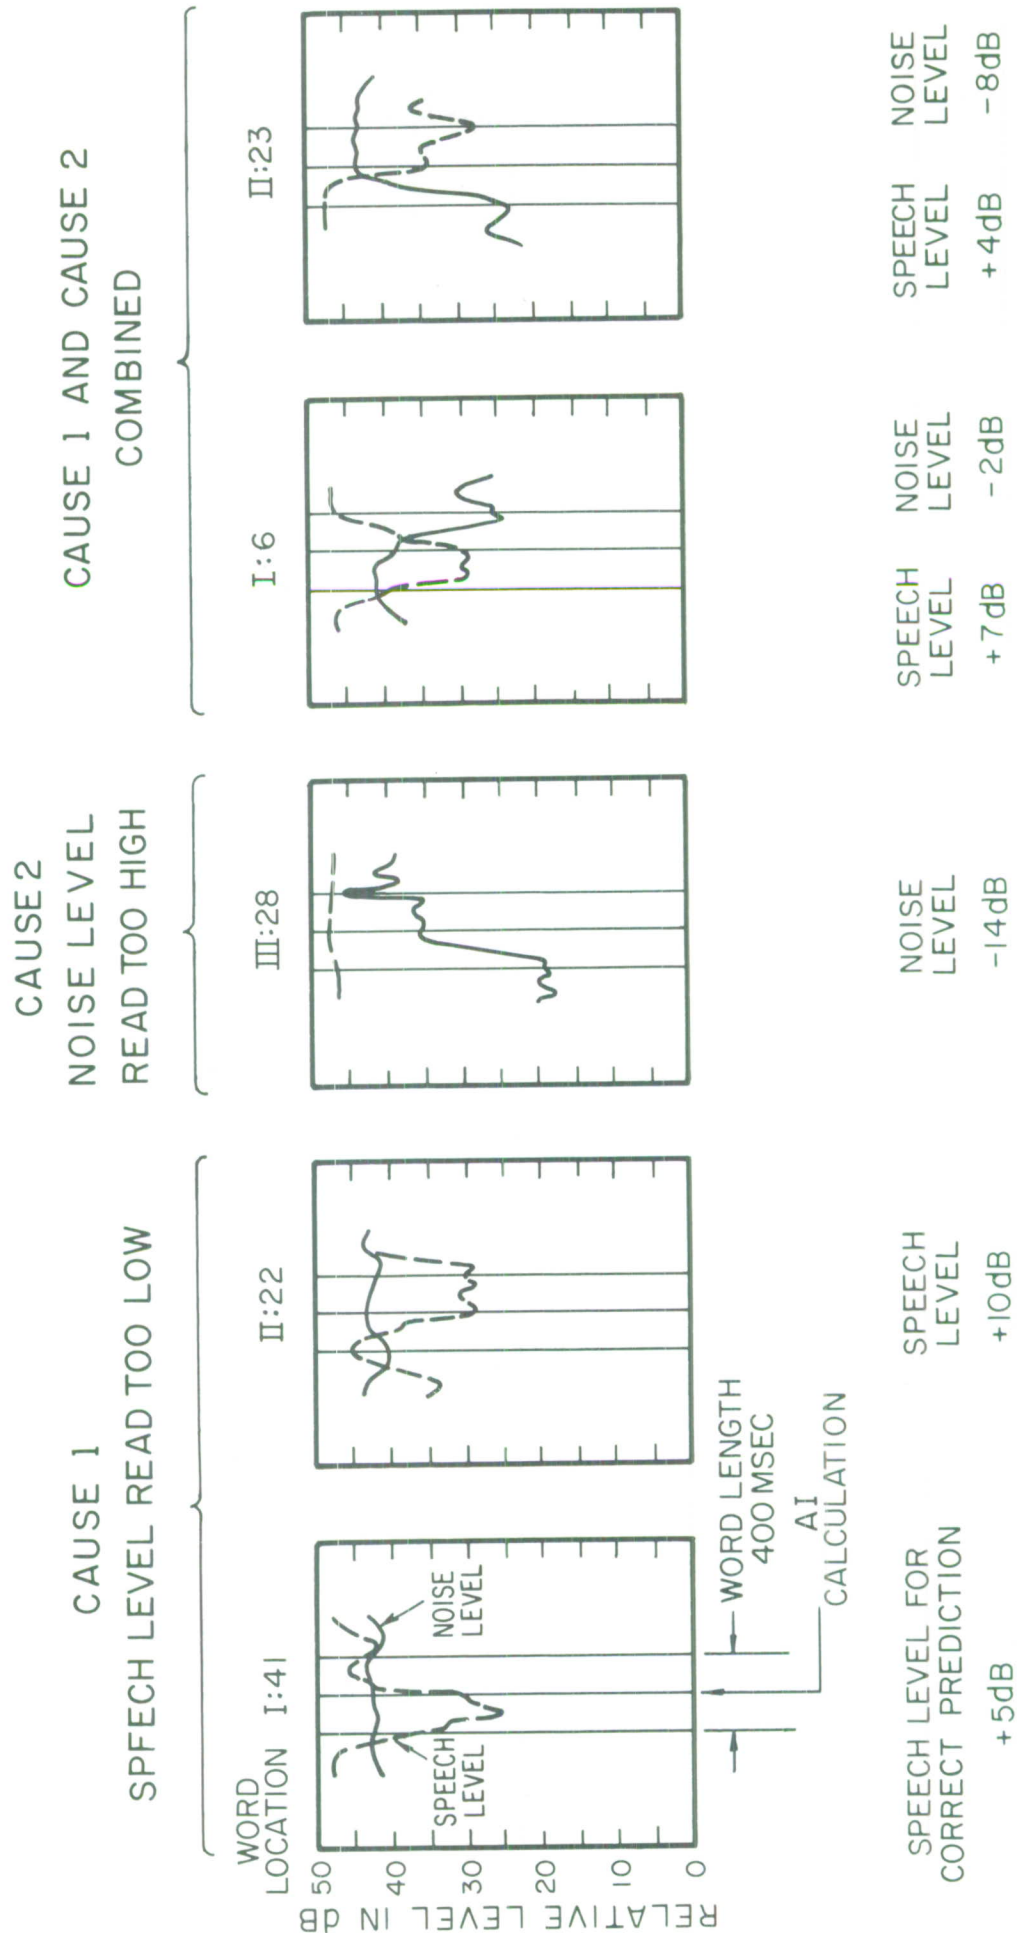 CAUSE 1
SPFECH LEVEL READ TOO LOW
CAUSE 2
NOISE LEVEL
READ TOO HIGH
CAUSE 1 AND CAUSE 2
COMBINED
WORD
LOCATION I:41
II:22
III:28
I:6
II:23
RELATIVE LEVEL IN dB
50
40
30
20
10
0
SPEECH
LEVEL
NOISE
LEVEL
WORD LENGTH
400 MSEC
AI
CALCULATION
SPEECH LEVEL FOR
CORRECT PREDICTION
+5dB
SPEECH
LEVEL
+10dB
NOISE
LEVEL
-14dB
SPEECH
LEVEL
+7dB
NOISE
LEVEL
-2dB
SPEECH
LEVEL
+4dB
NOISE
LEVEL
-8dB